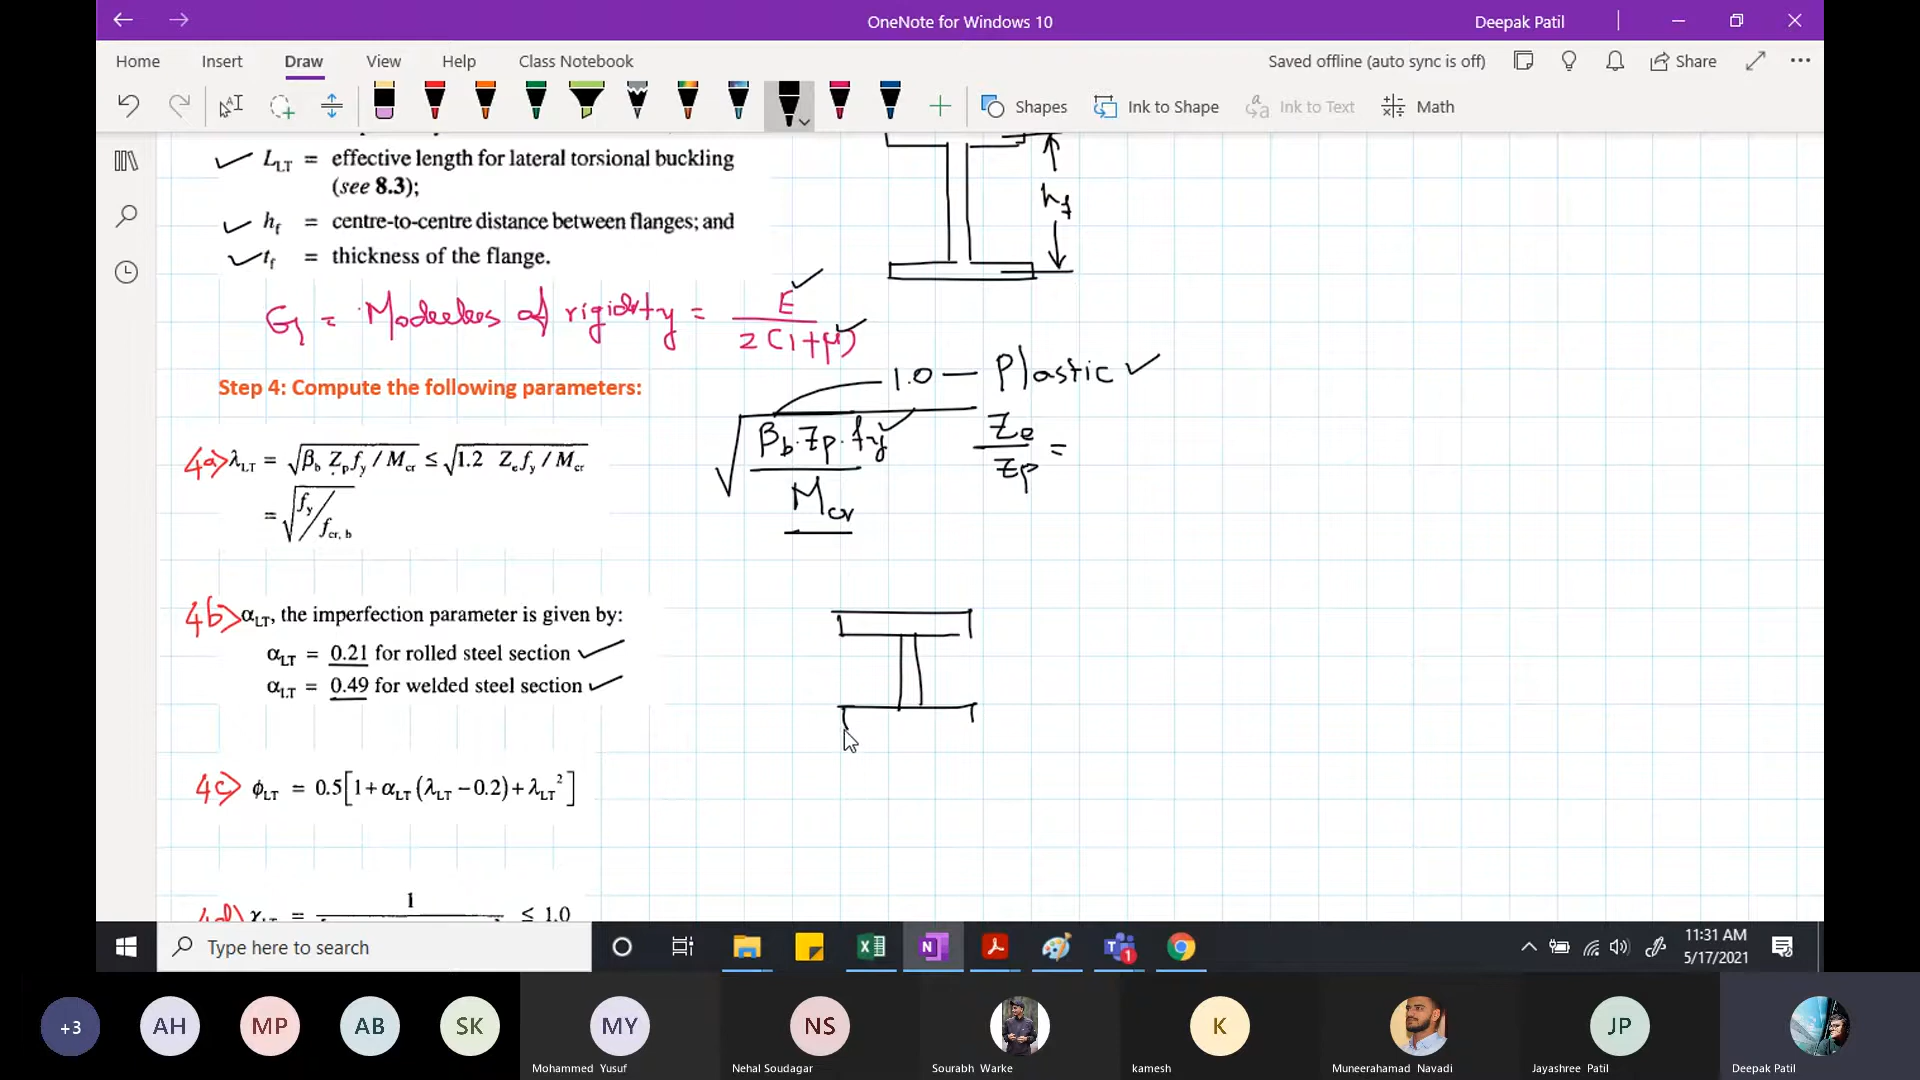 OneNote for Windows 10
Deepak Patil
Home Insert Draw View Help Class Notebook
Saved offline (auto sync is off) Share
Shapes Ink to Shape Ink to Text Math
L_LT = effective length for lateral torsional buckling
(see 8.3);
h_f = centre-to-centre distance between flanges; and
t_f = thickness of the flange.
h_f
G = Modulus of rigidity = E / 2(1+μ)
1.0 — Plastic
Step 4: Compute the following parameters:
4a> λ_LT = √(β_b Z_p f_y / M_cr) ≤ √(1.2 Z_e f_y / M_cr)
= √(f_y / f_cr, b)
√(β_b . Z_p . f_y / M_cr)
Z_e / Z_p =
4b> α_LT, the imperfection parameter is given by:
α_LT = 0.21 for rolled steel section
α_LT = 0.49 for welded steel section
4c> φ_LT = 0.5[1 + α_LT (λ_LT − 0.2) + λ_LT²]
4d) χ_LT = 1 ≤ 1.0
Type here to search
11:31 AM
5/17/2021
+3 AH MP AB SK MY NS K JP
Mohammed Yusuf Nehal Soudagar Sourabh Warke kamesh Muneerahamad Navadi Jayashree Patil Deepak Patil